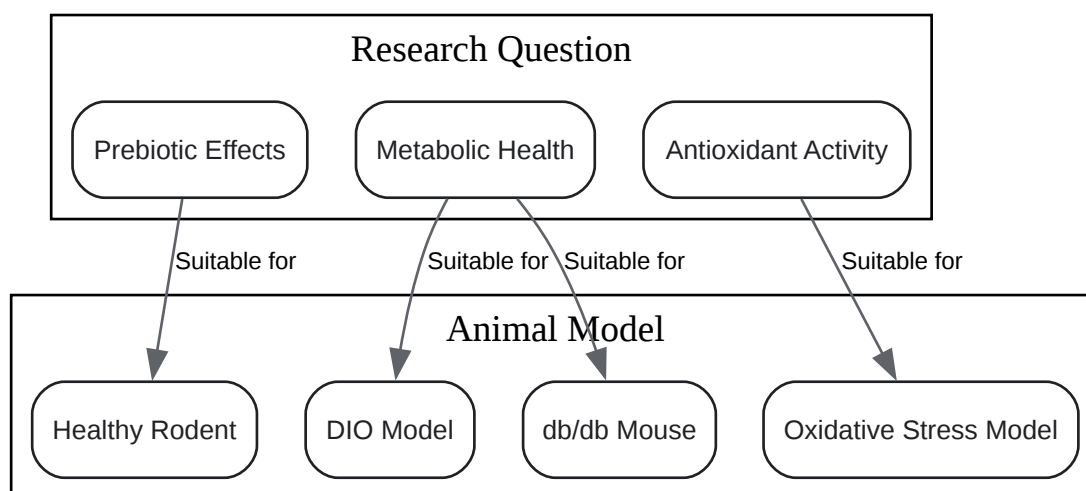 Research Question
Prebiotic Effects
Metabolic Health
Antioxidant Activity
Suitable for
Suitable for
Suitable for
Suitable for
Animal Model
Healthy Rodent
DIO Model
db/db Mouse
Oxidative Stress Model